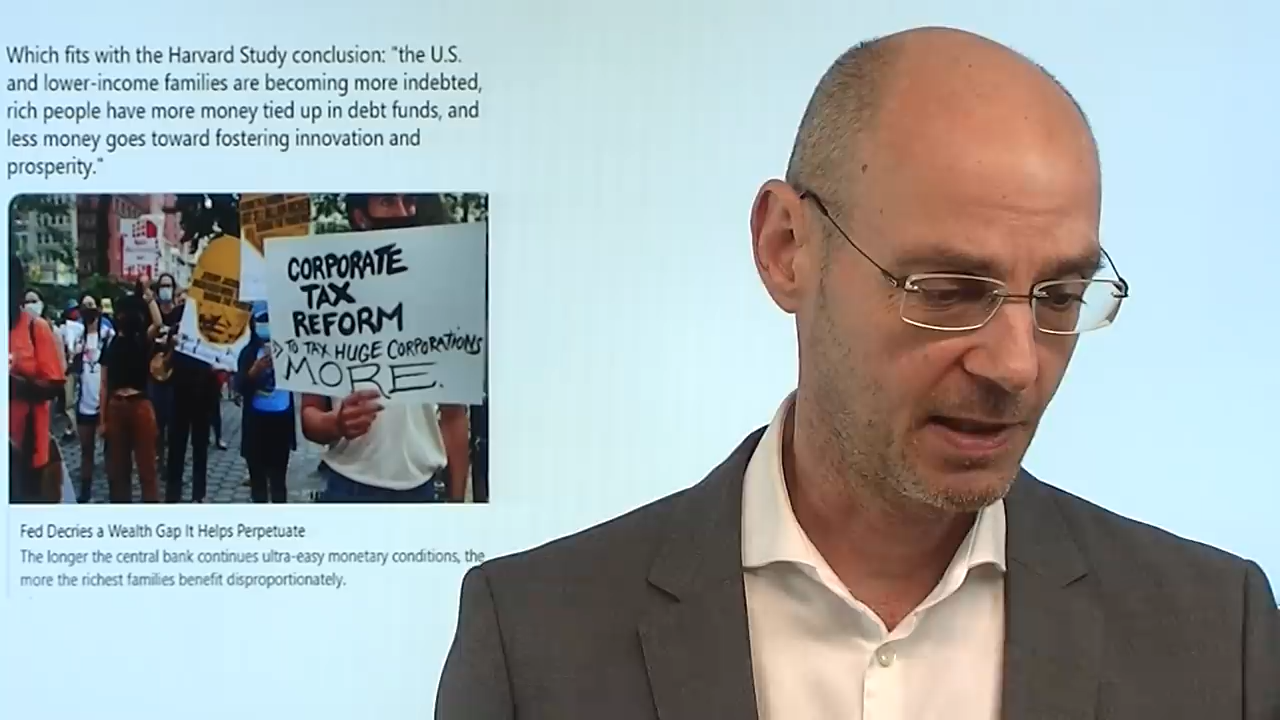 Which fits with the Harvard Study conclusion: "the U.S.
and lower-income families are becoming more indebted,
rich people have more money tied up in debt funds, and
less money goes toward fostering innovation and
prosperity."
CORPORATE
TAX
REFORM
TO TAX HUGE CORPORATIONS
MORE.
Fed Decries a Wealth Gap It Helps Perpetuate
The longer the central bank continues ultra-easy monetary conditions, the
more the richest families benefit disproportionately.